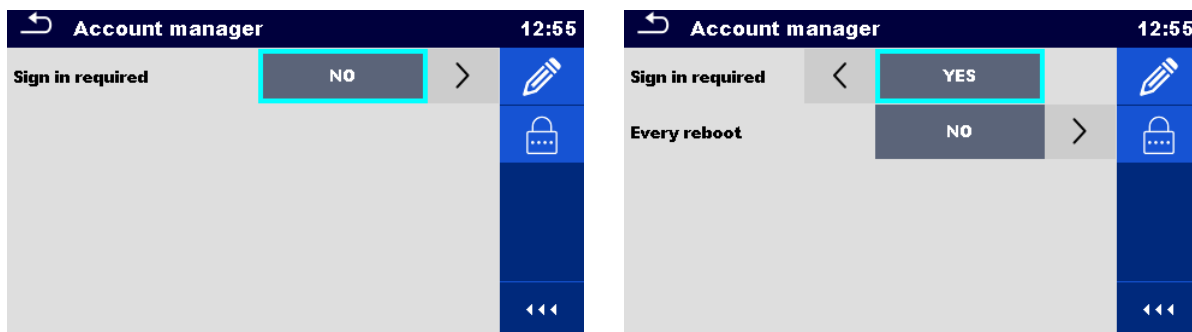 Account manager 12:55
Sign in required NO
Account manager 12:55
Sign in required YES
Every reboot NO